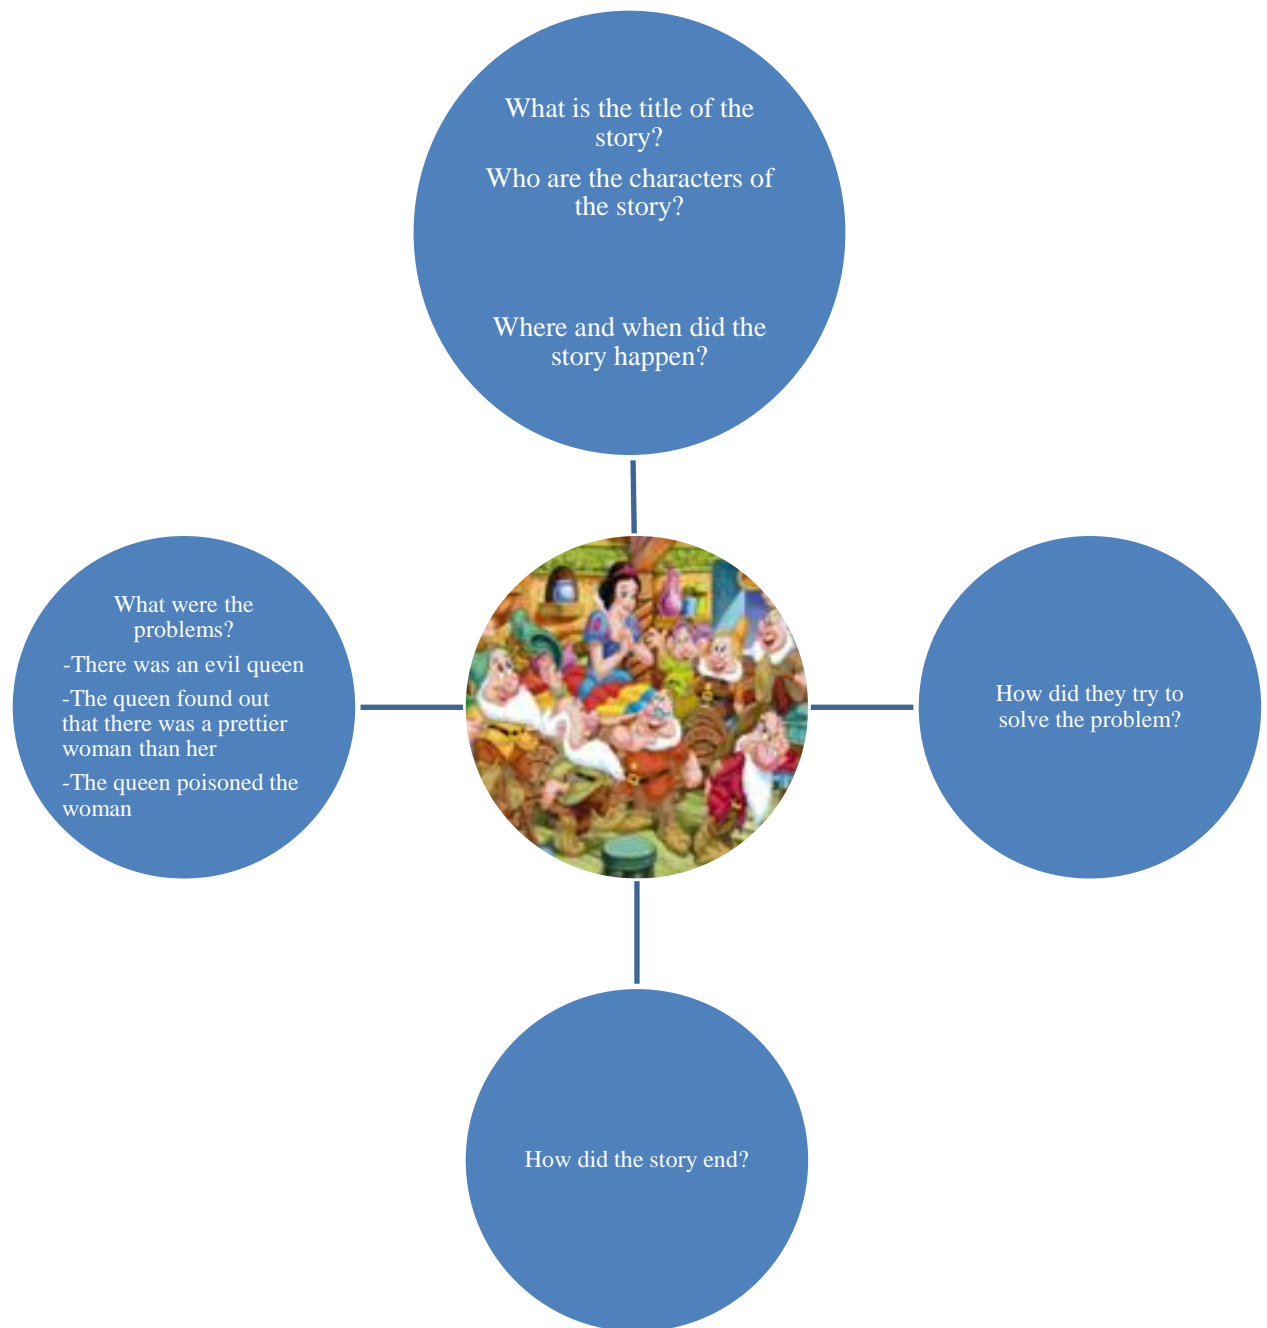 What is the title of the
story?
Who are the characters of
the story?
Where and when did the
story happen?
What were the
problems?
-There was an evil queen
-The queen found out
that there was a prettier
woman than her
-The queen poisoned the
woman
How did they try to
solve the problem?
How did the story end?